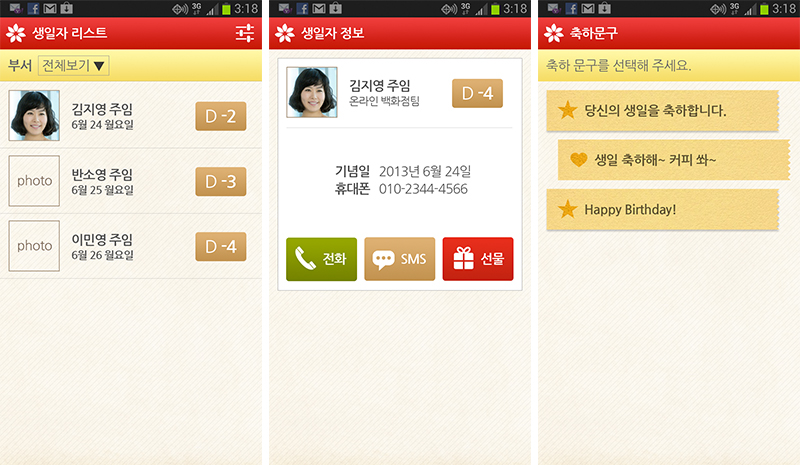 3G 3:18
생일자 리스트
부서 전체보기▼
김지영 주임
6월 24 월요일
D -2
photo
반소영 주임
6월 25 월요일
D -3
photo
이민영 주임
6월 26 월요일
D -4
3G 3:18
생일자 정보
김지영 주임
온라인 백화점팀
D -4
기념일 2013년 6월 24일
휴대폰 010-2344-4566
전화
SMS
선물
3G 3:18
축하문구
축하 문구를 선택해 주세요.
당신의 생일을 축하합니다.
생일 축하해~ 커피 쏴~
Happy Birthday!